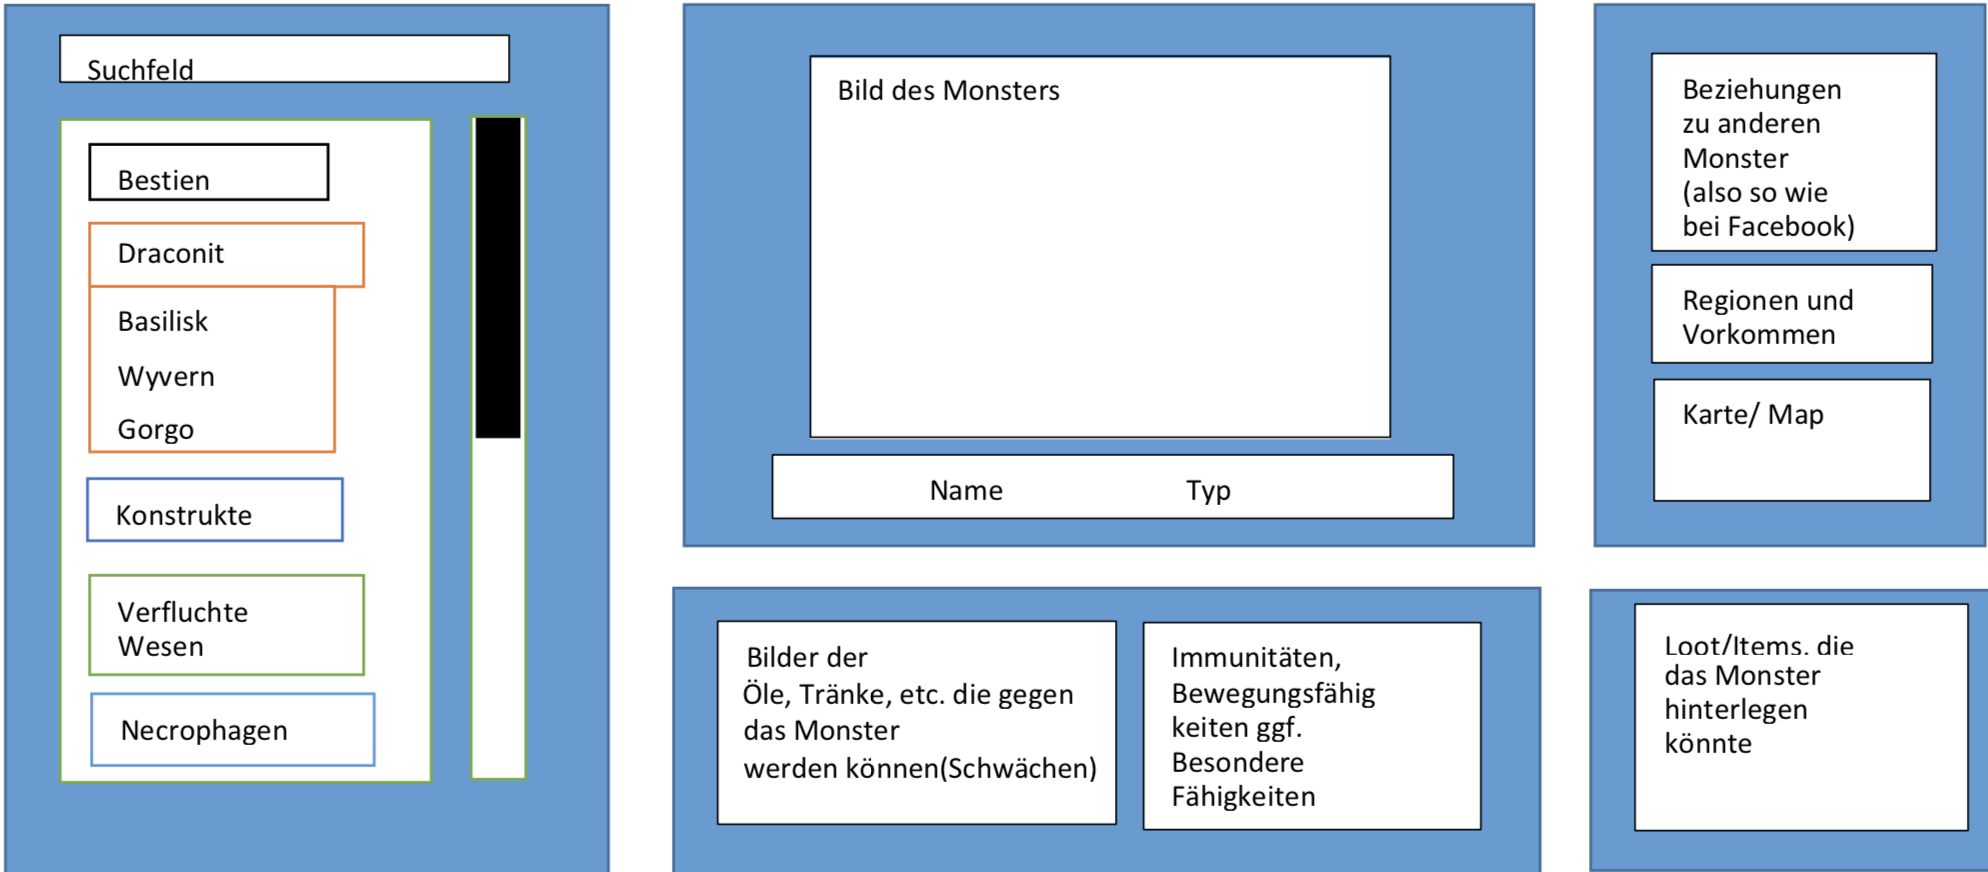 Suchfeld
Bestien
Draconit
Basilisk
Wyvern
Gorgo
Konstrukte
Verfluchte
Wesen
Necrophagen
Bild des Monsters
Name Typ
Beziehungen
zu anderen
Monster
(also so wie
bei Facebook)
Regionen und
Vorkommen
Karte/ Map
Bilder der
Öle, Tränke, etc. die gegen
das Monster
werden können(Schwächen)
Immunitäten,
Bewegungsfähig
keiten ggf.
Besondere
Fähigkeiten
Loot/Items, die
das Monster
hinterlegen
könnte